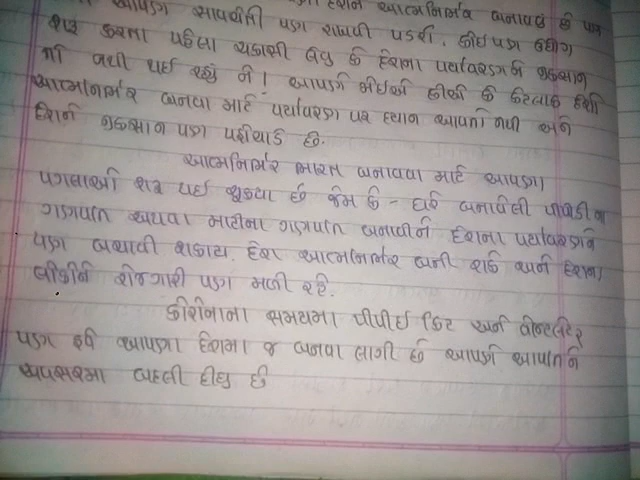 આપણે સાવચેતી પણ રાખવી પડશે. કોઈપણ ઉદ્યોગ
શરૂ કરતા પહેલા ચકાસી લેવુ કે દેશના પર્યાવરણને નુકસાન
તો નથી થઈ રહ્યું ને! આપણે જોઈએ છીએ કે કેટલાક દેશો
આત્મનિર્ભર બનવા માટે પર્યાવરણ પર ધ્યાન આપતા નથી અને
દેશને નુકસાન પણ પહોંચાડે છે.
આત્મનિર્ભર ભારત બનાવવા માટે આપણા
પગલાઓ શરૂ થઈ ચૂક્યા છે જેમ કે - ઘરે બનાવેલી
ગણપતિ અથવા માટીના ગણપતિ બનાવીને દેશના પર્યાવરણને
પણ બચાવી શકાય. દેશ આત્મનિર્ભર બની શકે અને દેશના
લોકોને રોજગારી પણ મળી રહે.
કોરોનાના સમયમા પીપીઈ કિટ અને વેન્ટિલેટર
પણ હવે આપણા દેશમા જ બનવા લાગી છે આપણે આપત્તિને
અવસરમા બદલી દીધુ છે